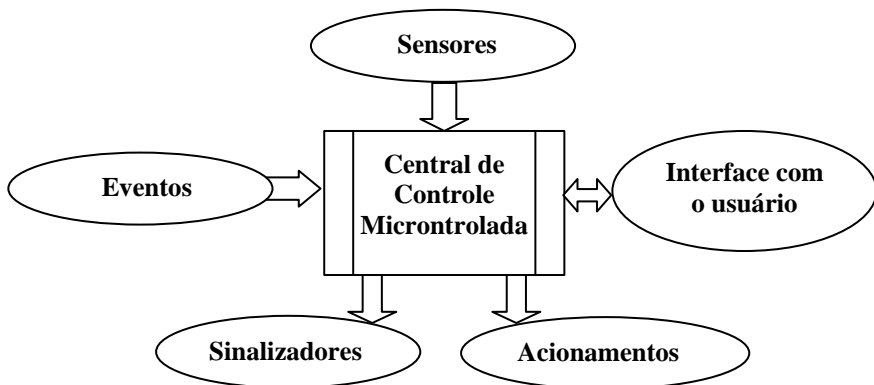 Sensores
Eventos
Central de
Controle
Microntrolada
Interface com
o usuário
Sinalizadores
Acionamentos